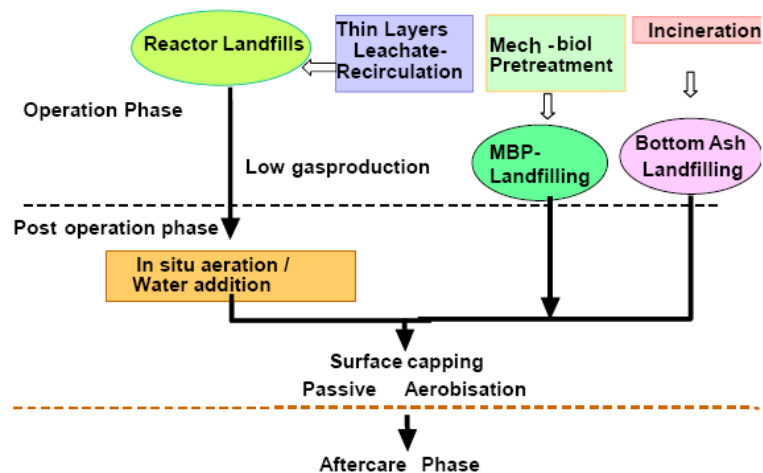 Reactor Landfills
Thin Layers
Leachate-
Recirculation
Mech -biol
Pretreatment
Incineration
Operation Phase
Low gasproduction
MBP-
Landfilling
Bottom Ash
Landfilling
Post operation phase
In situ aeration /
Water addition
Surface capping
Passive Aerobisation
Aftercare Phase